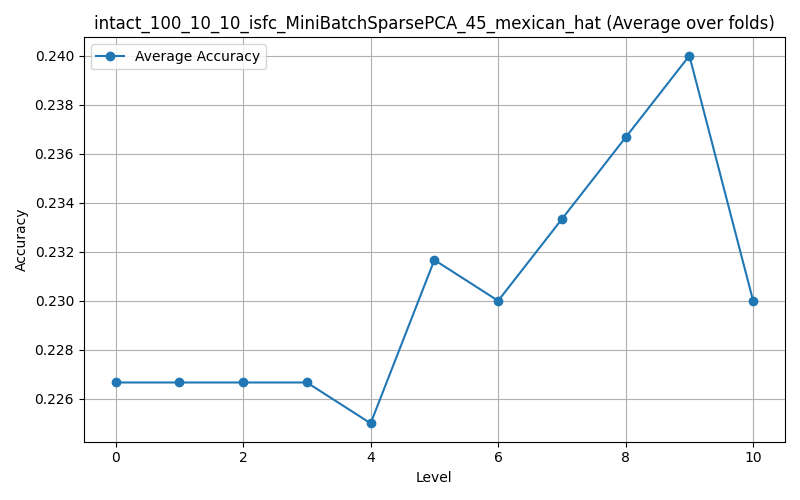 intact_100_10_10_isfc_MiniBatchSparsePCA_45_mexican_hat (Average over folds)
Average Accuracy
0.240
0.238
0.236
0.234
0.232
0.230
0.228
0.226
Accuracy
0 2 4 6 8 10
Level